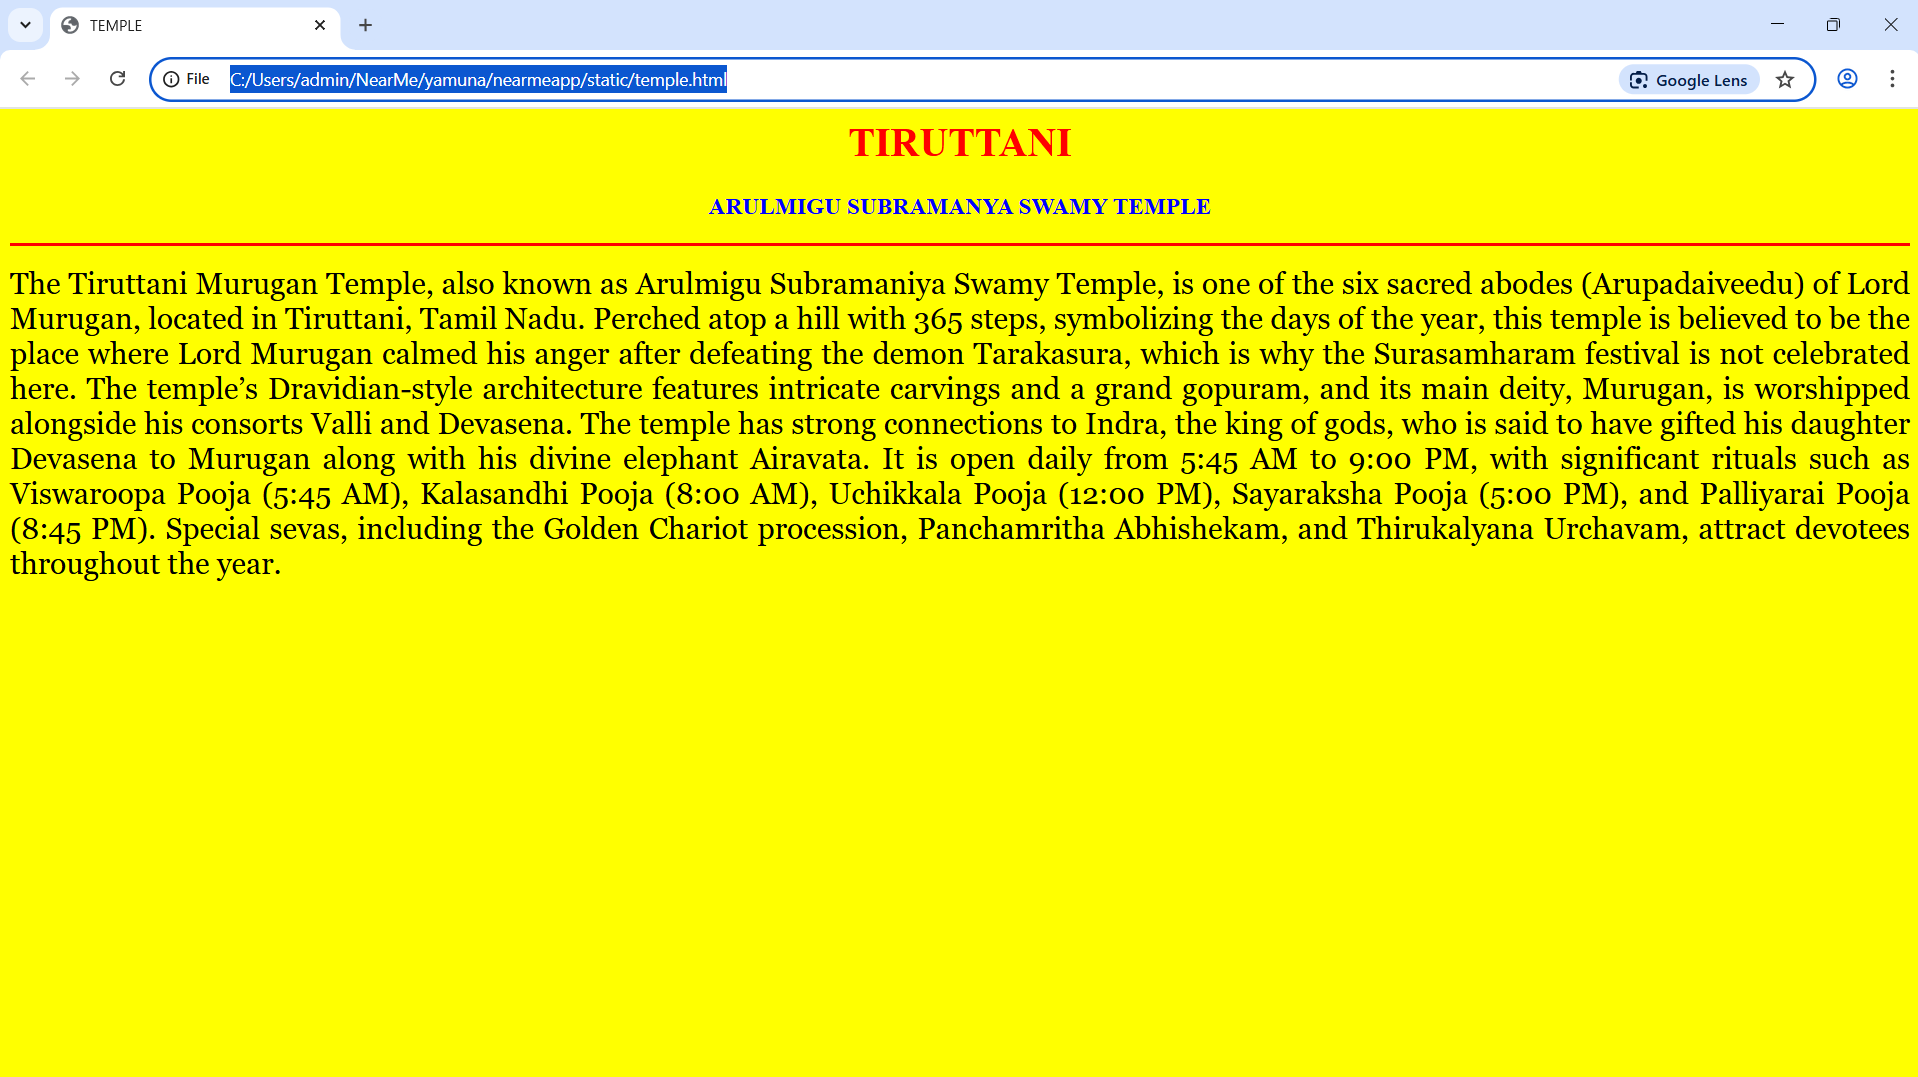 TEMPLE
File
C:/Users/admin/NearMe/yamuna/nearmeapp/static/temple.html
Google Lens
TIRUTTANI
ARULMIGU SUBRAMANYA SWAMY TEMPLE
The Tiruttani Murugan Temple, also known as Arulmigu Subramaniya Swamy Temple, is one of the six sacred abodes (Arupadaiveedu) of Lord
Murugan, located in Tiruttani, Tamil Nadu. Perched atop a hill with 365 steps, symbolizing the days of the year, this temple is believed to be the
place where Lord Murugan calmed his anger after defeating the demon Tarakasura, which is why the Surasamharam festival is not celebrated
here. The temple’s Dravidian-style architecture features intricate carvings and a grand gopuram, and its main deity, Murugan, is worshipped
alongside his consorts Valli and Devasena. The temple has strong connections to Indra, the king of gods, who is said to have gifted his daughter
Devasena to Murugan along with his divine elephant Airavata. It is open daily from 5:45 AM to 9:00 PM, with significant rituals such as
Viswaroopa Pooja (5:45 AM), Kalasandhi Pooja (8:00 AM), Uchikkala Pooja (12:00 PM), Sayaraksha Pooja (5:00 PM), and Palliyarai Pooja
(8:45 PM). Special sevas, including the Golden Chariot procession, Panchamritha Abhishekam, and Thirukalyana Urchavam, attract devotees
throughout the year.